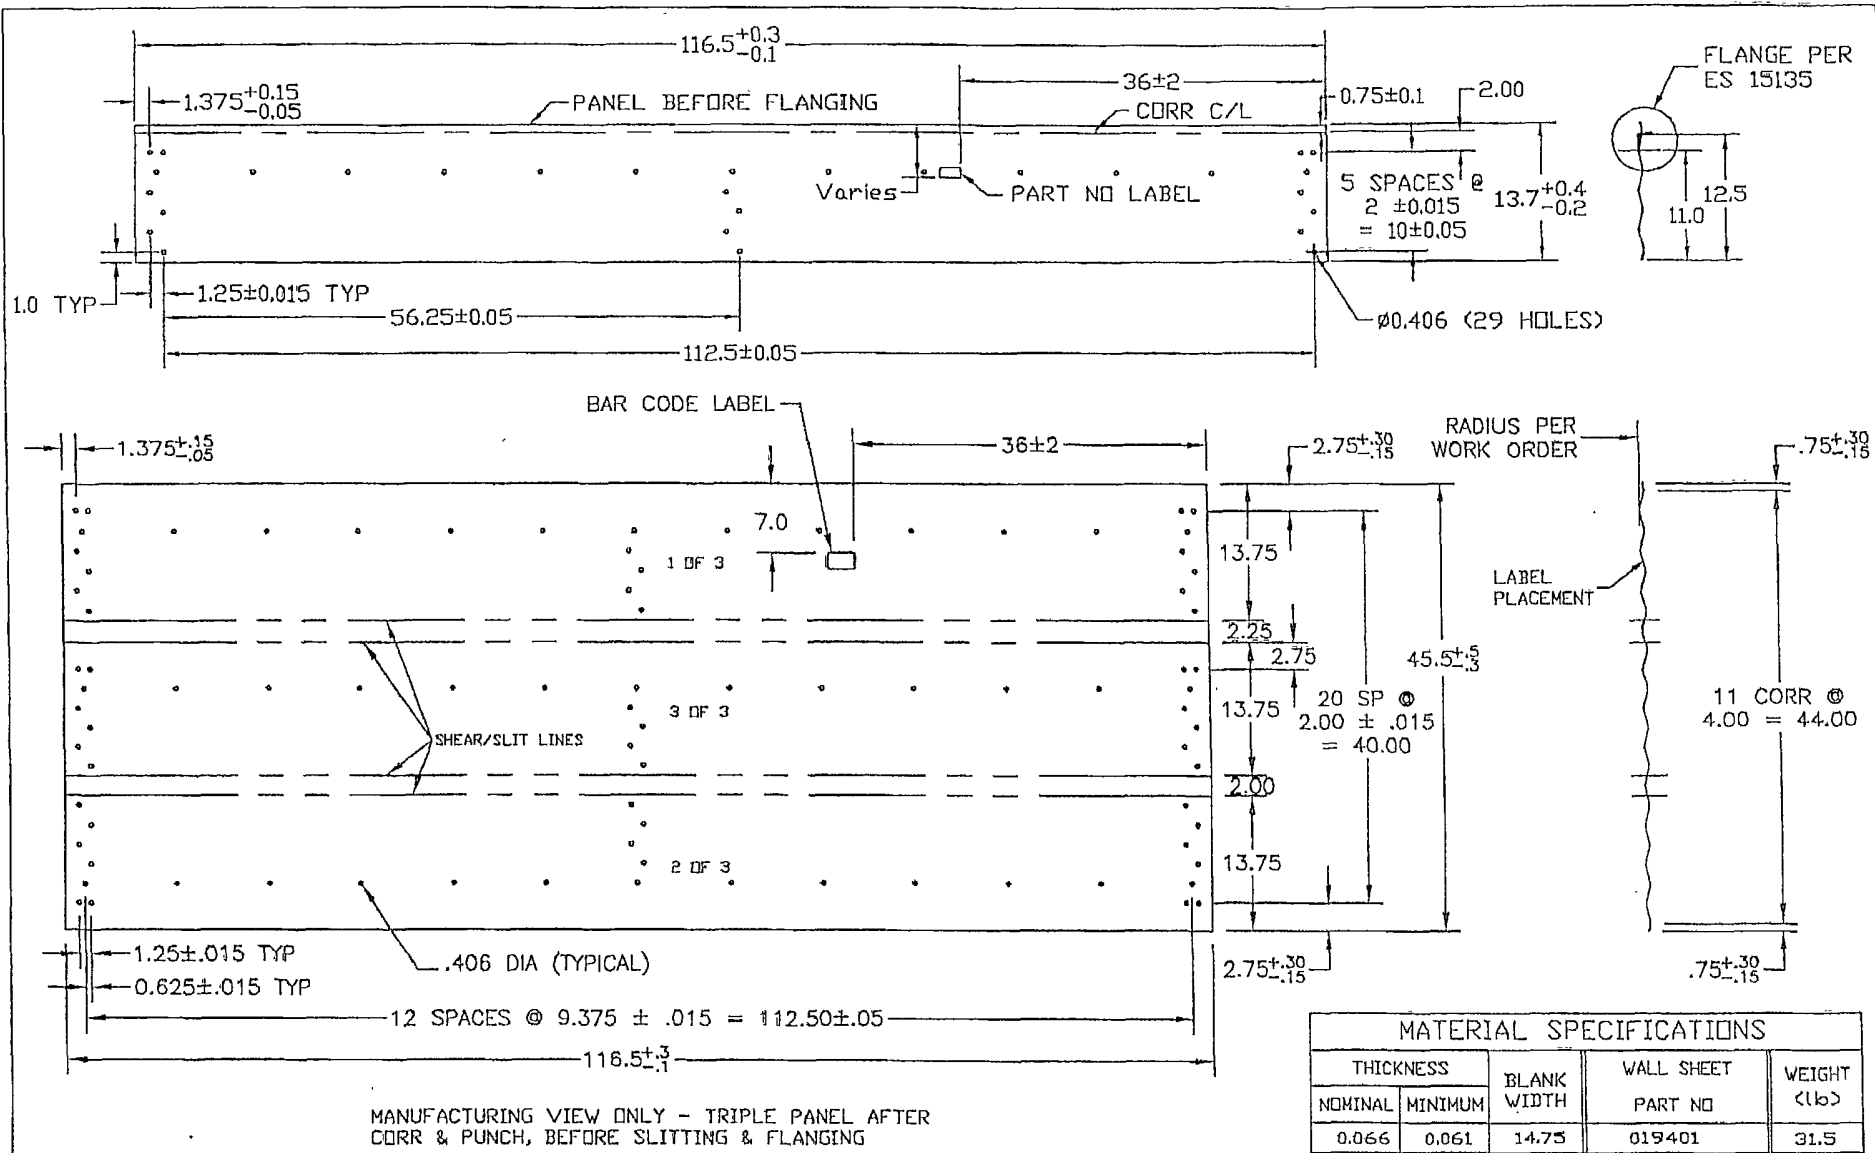 116.5+0.3
-0.1
36±2
FLANGE PER
ES 15135
1.375+0.15
-0.05
PANEL BEFORE FLANGING
CORR C/L
0.75±0.1
2.00
Varies
PART NO LABEL
5 SPACES @
2 ±0.015
= 10±0.05
13.7+0.4
-0.2
11.0
12.5
1.0 TYP
1.25±0.015 TYP
56.25±0.05
Ø0.406 (29 HOLES)
112.5±0.05
BAR CODE LABEL
1.375+.15
-.05
36±2
2.75+.30
-.15
RADIUS PER
WORK ORDER
.75+.30
-.15
7.0
1 OF 3
13.75
LABEL
PLACEMENT
2.25
2.75
45.5+.5
-.3
3 OF 3
SHEAR/SLIT LINES
13.75
20 SP @
2.00 ± .015
= 40.00
11 CORR @
4.00 = 44.00
2.00
2 OF 3
13.75
1.25±.015 TYP
.406 DIA (TYPICAL)
0.625±.015 TYP
2.75+.30
-.15
.75+.30
-.15
12 SPACES @ 9.375 ± .015 = 112.50±.05
116.5+.3
-.1
MANUFACTURING VIEW ONLY - TRIPLE PANEL AFTER
CORR & PUNCH, BEFORE SLITTING & FLANGING
MATERIAL SPECIFICATIONS
THICKNESS
BLANK
WIDTH
WALL SHEET
PART NO
WEIGHT
(lb)
NOMINAL MINIMUM
0.066 0.061 14.75 019401 31.5